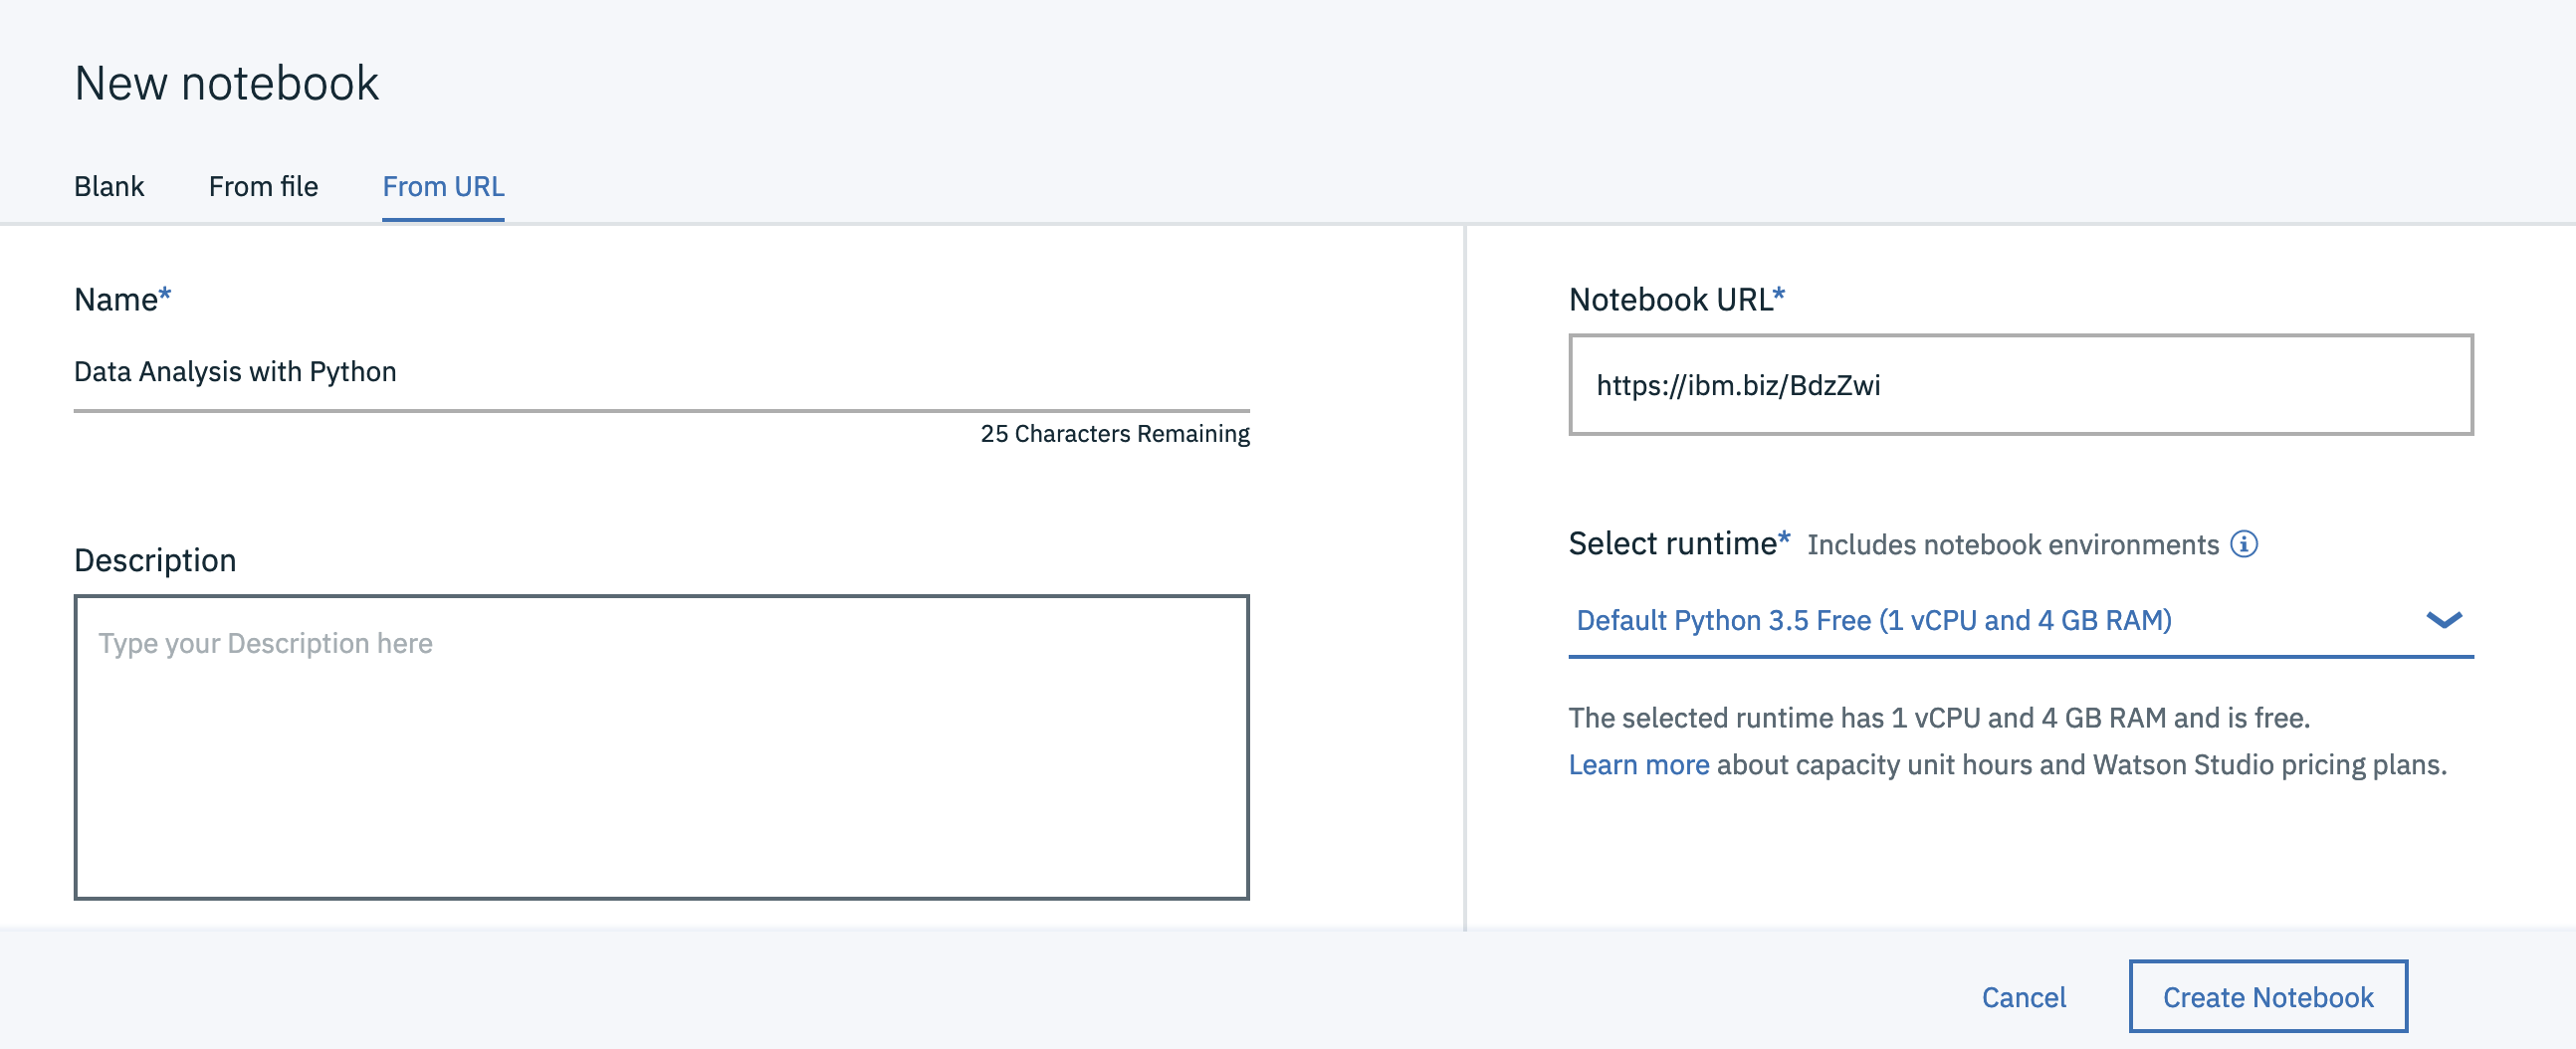 New notebook
Blank From file From URL
Name*
Data Analysis with Python
25 Characters Remaining
Description
Type your Description here
Notebook URL*
https://ibm.biz/BdzZwi
Select runtime* Includes notebook environments
Default Python 3.5 Free (1 vCPU and 4 GB RAM)
The selected runtime has 1 vCPU and 4 GB RAM and is free.
Learn more about capacity unit hours and Watson Studio pricing plans.
Cancel Create Notebook